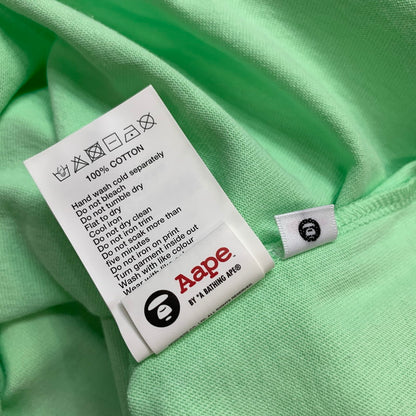 100% COTTON
Hand wash cold separately
Do not bleach
Do not tumble dry
Flat to dry
Cool iron
Do not dry clean
Do not iron trim
Do not soak more than
five minutes
Do not iron on print
Turn garment inside out
Wash with like colour
Aape
BY *A BATHING APE®